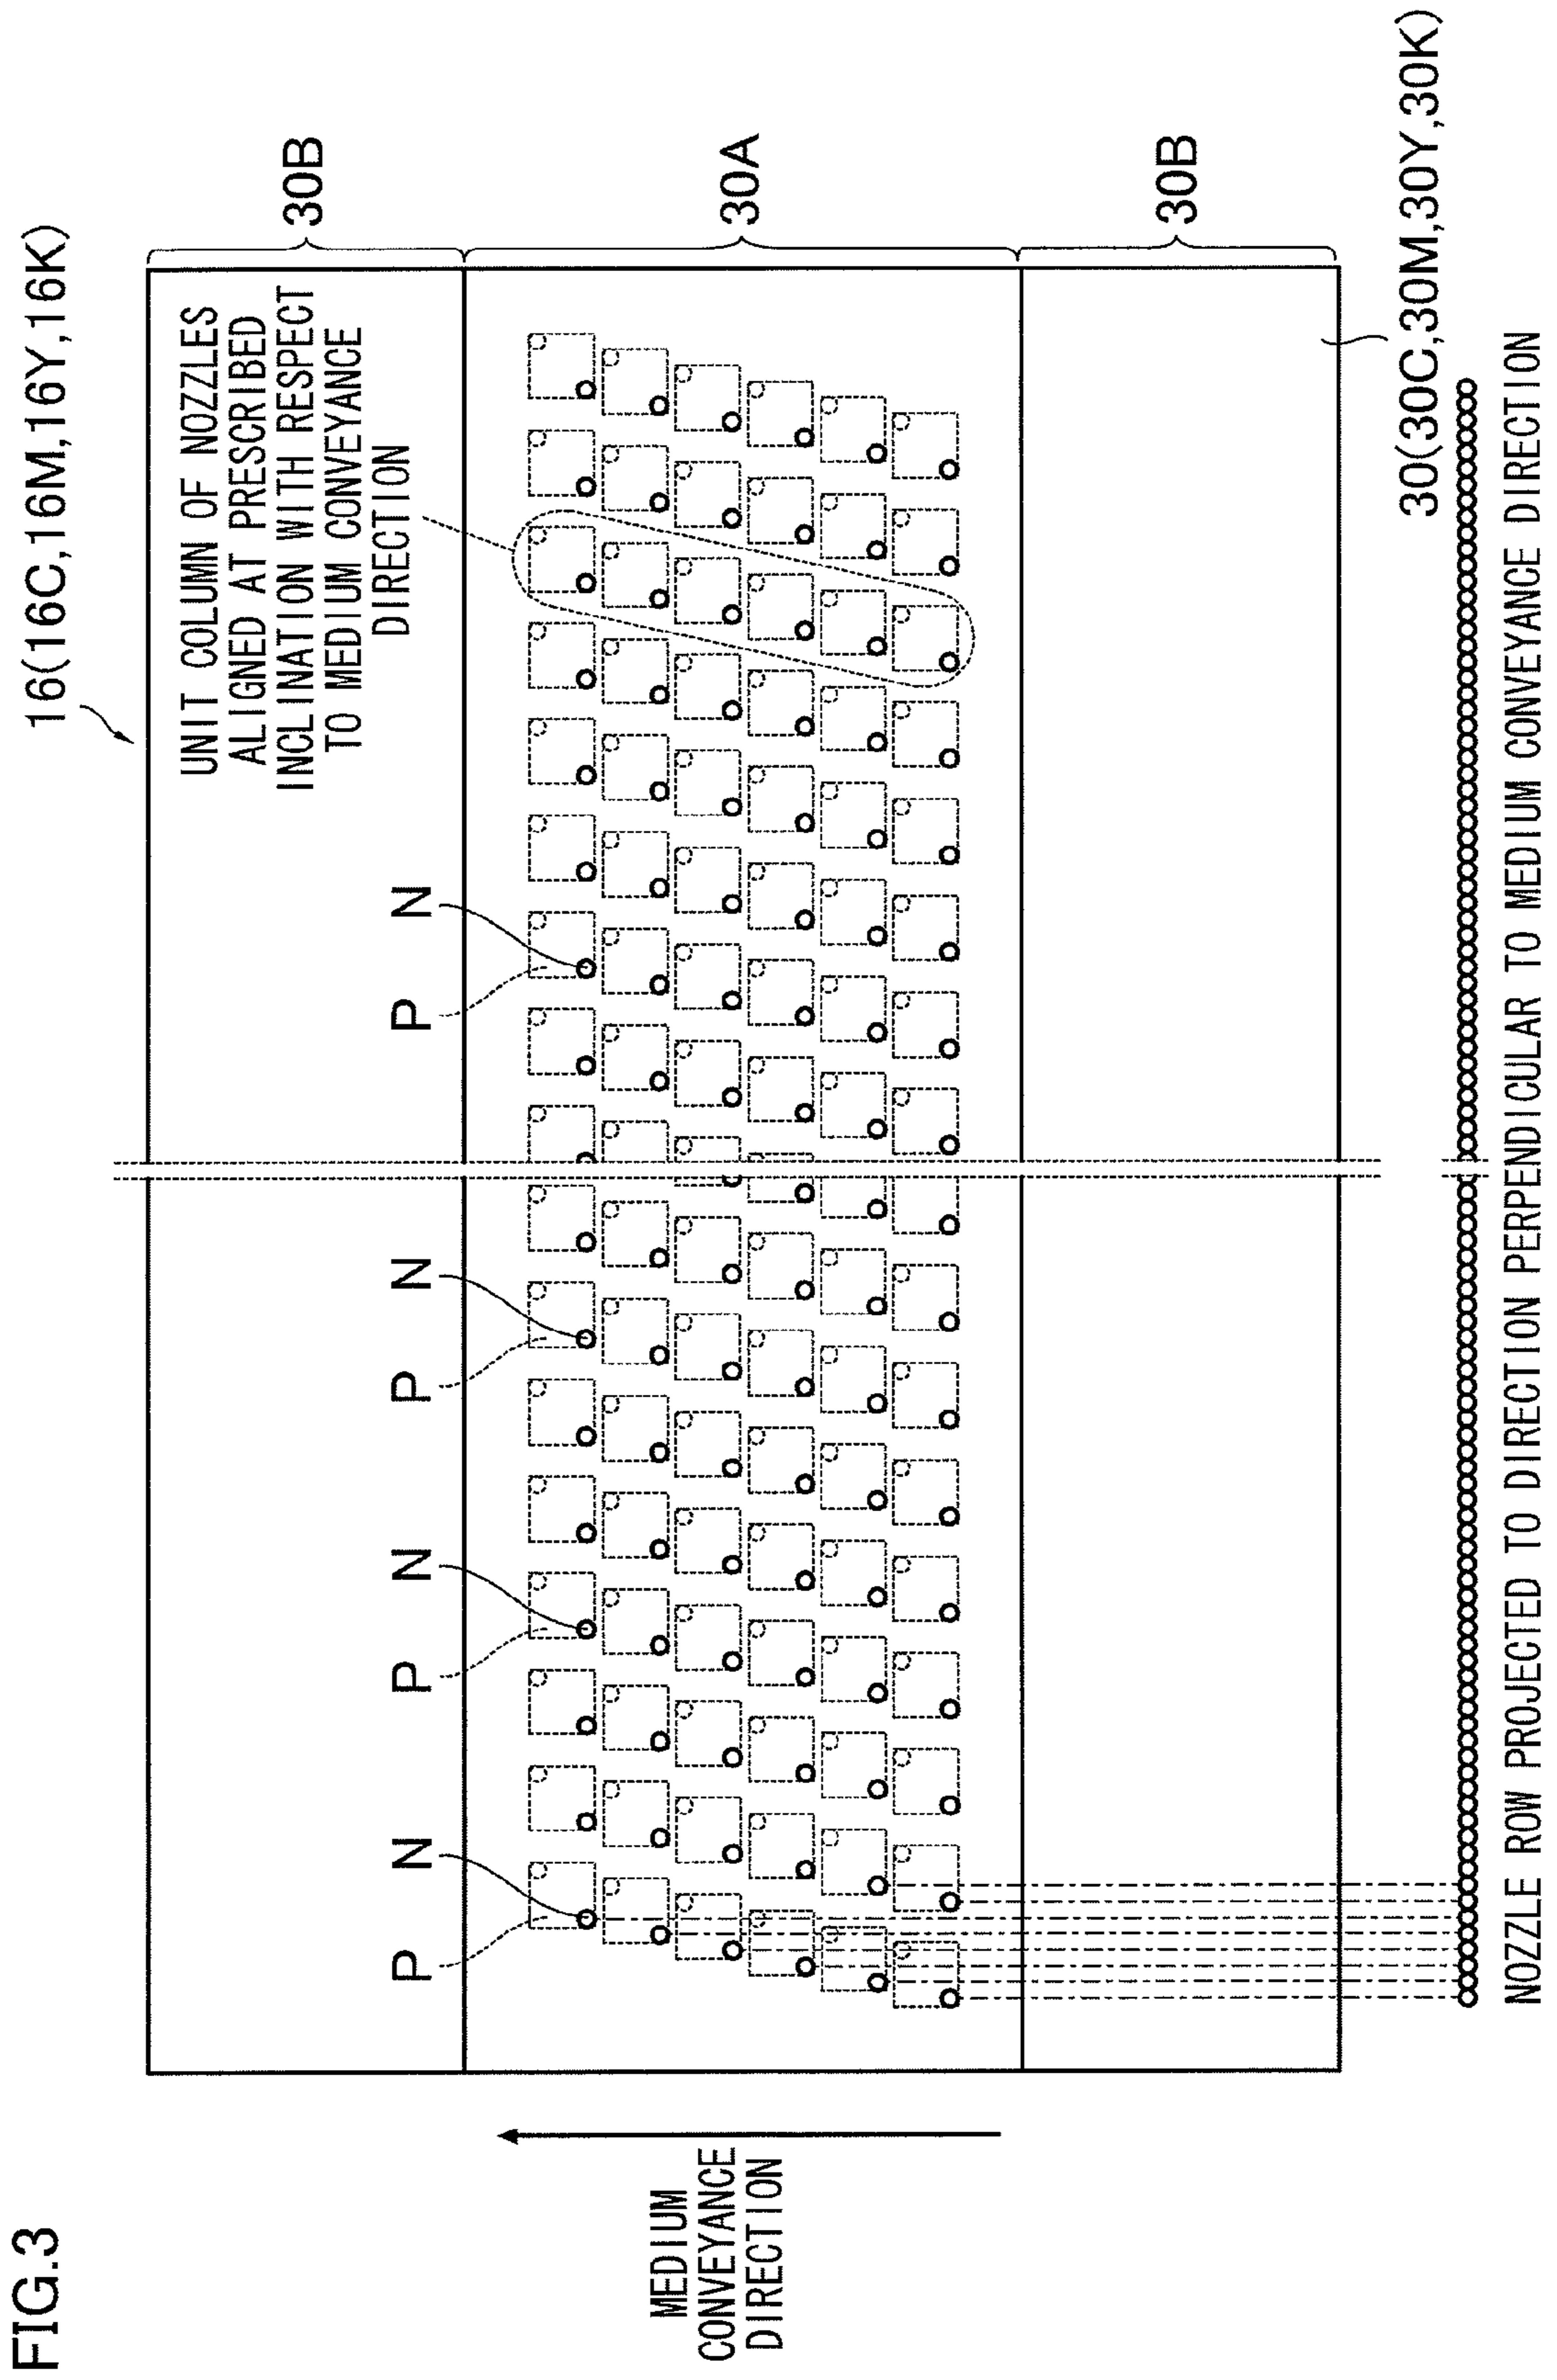 FIG.3
16(16C,16M,16Y,16K)
UNIT COLUMN OF NOZZLES
ALIGNED AT PRESCRIBED
INCLINATION WITH RESPECT
TO MEDIUM CONVEYANCE
DIRECTION
P
N
P
N
P
N
P
N
30B
30A
30B
MEDIUM
CONVEYANCE
DIRECTION
30(30C,30M,30Y,30K)
NOZZLE ROW PROJECTED TO DIRECTION PERPENDICULAR TO MEDIUM CONVEYANCE DIRECTION